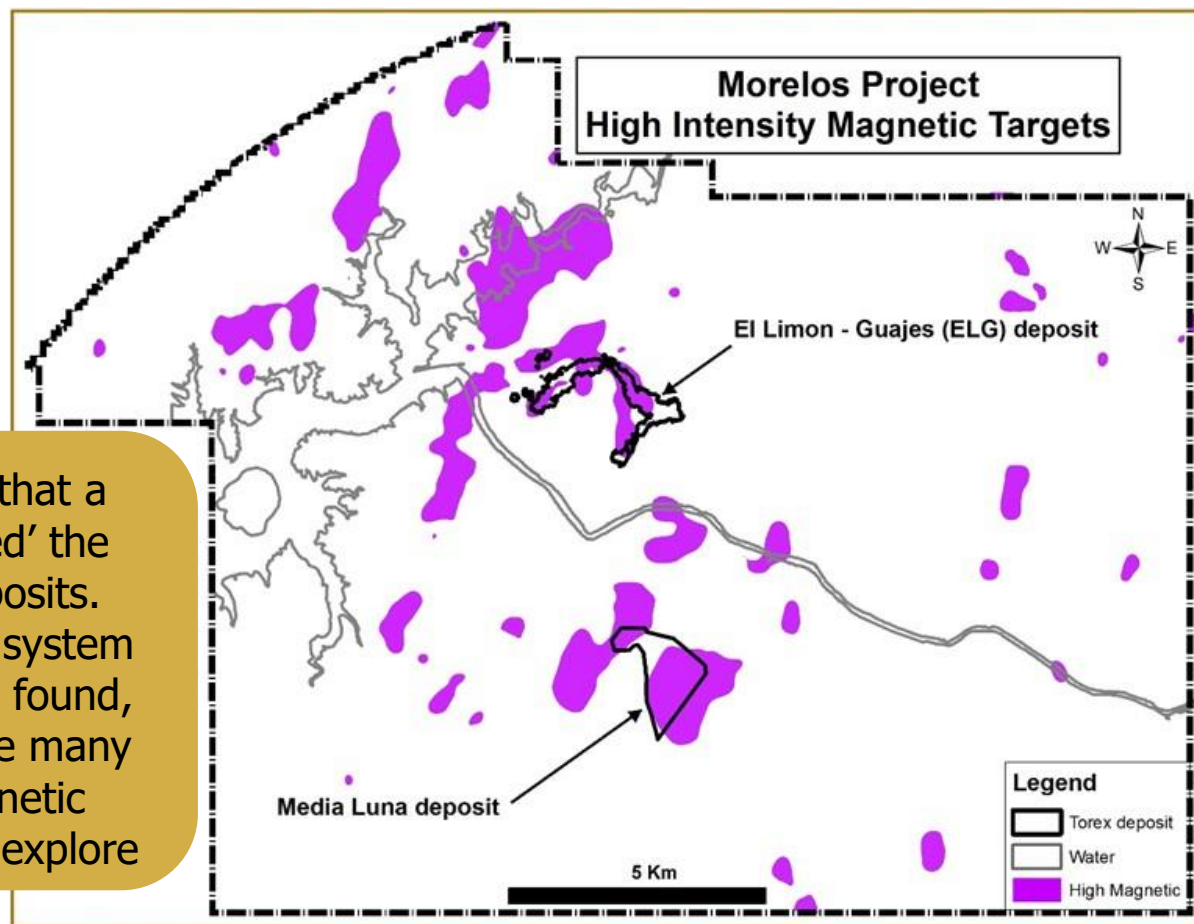 Morelos Project
High Intensity Magnetic Targets
N
W E
S
El Limon - Guajes (ELG) deposit
that a
ed’ the
posits.
system
found,
e many
netic
explore
Media Luna deposit
5 Km
Legend
Torex deposit
Water
High Magnetic